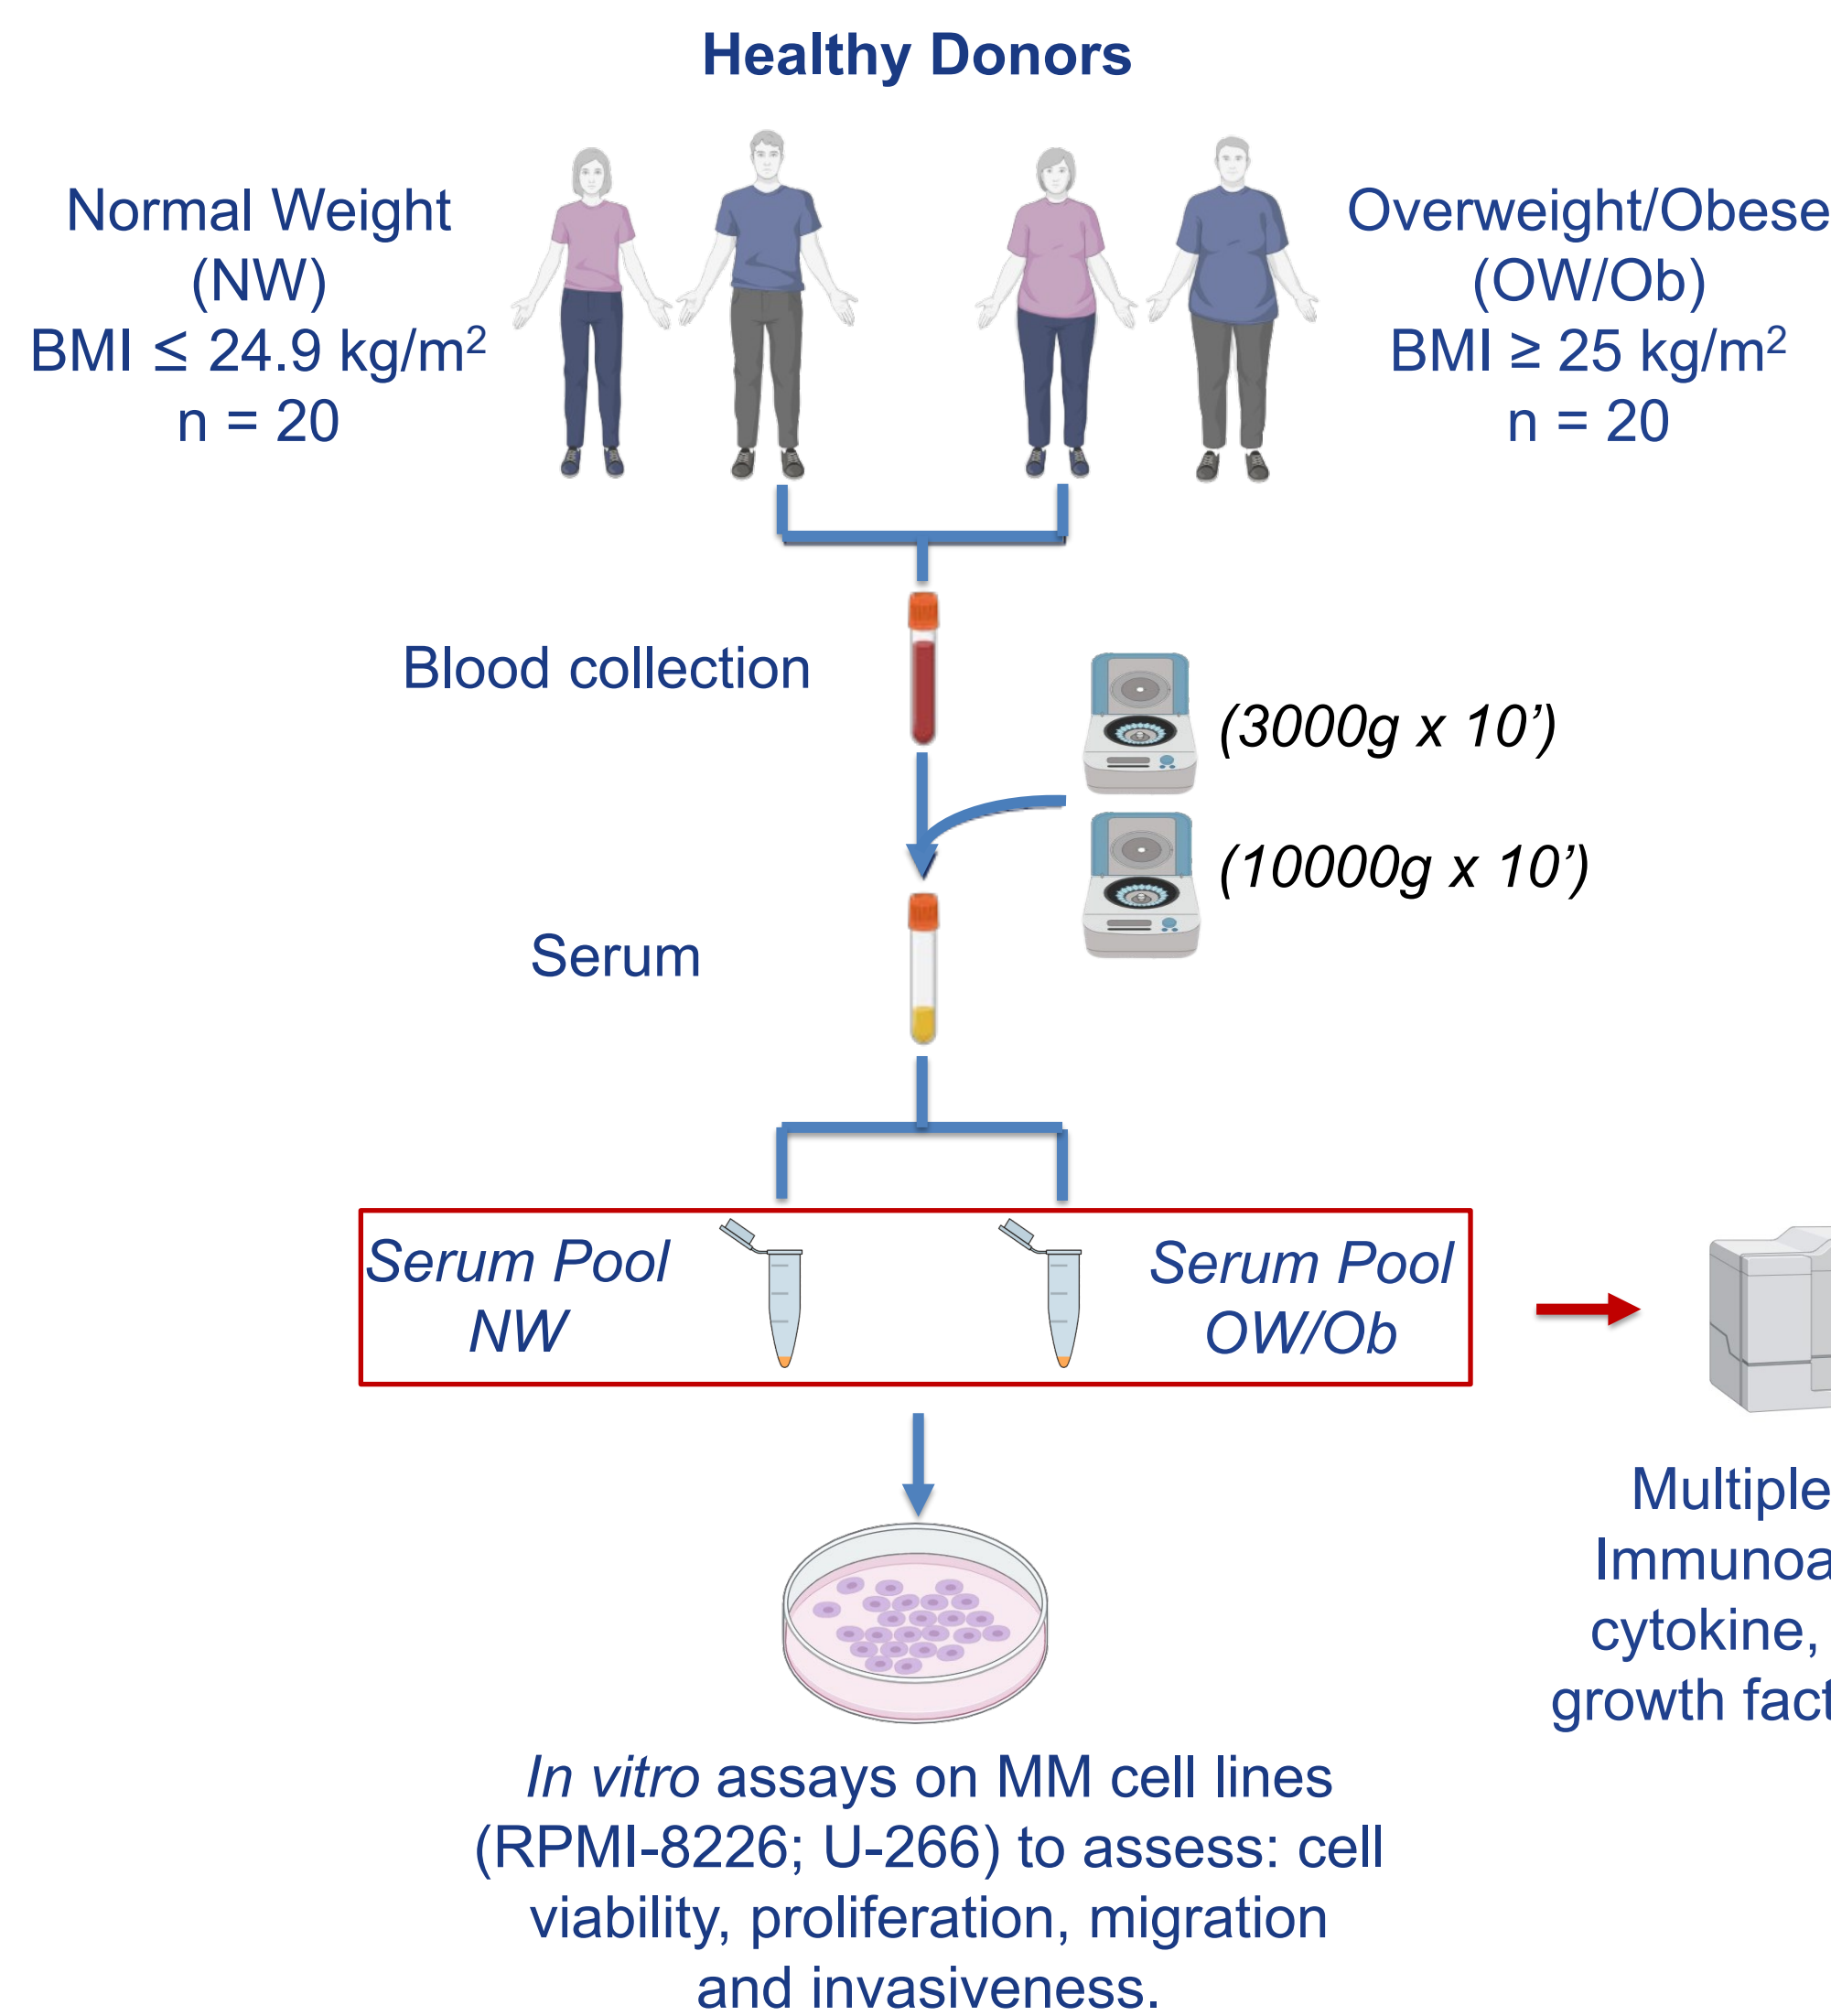 Healthy Donors
Normal Weight
(NW)
BMI ≤ 24.9 kg/m²
n = 20
Overweight/Obese
(OW/Ob)
BMI ≥ 25 kg/m²
n = 20
Blood collection
(3000g x 10’)
(10000g x 10’)
Serum
Serum Pool
NW
Serum Pool
OW/Ob
cytokine,
growth
In vitro assays on MM cell lines
(RPMI-8226; U-266) to assess: cell
viability, proliferation, migration
and invasiveness.